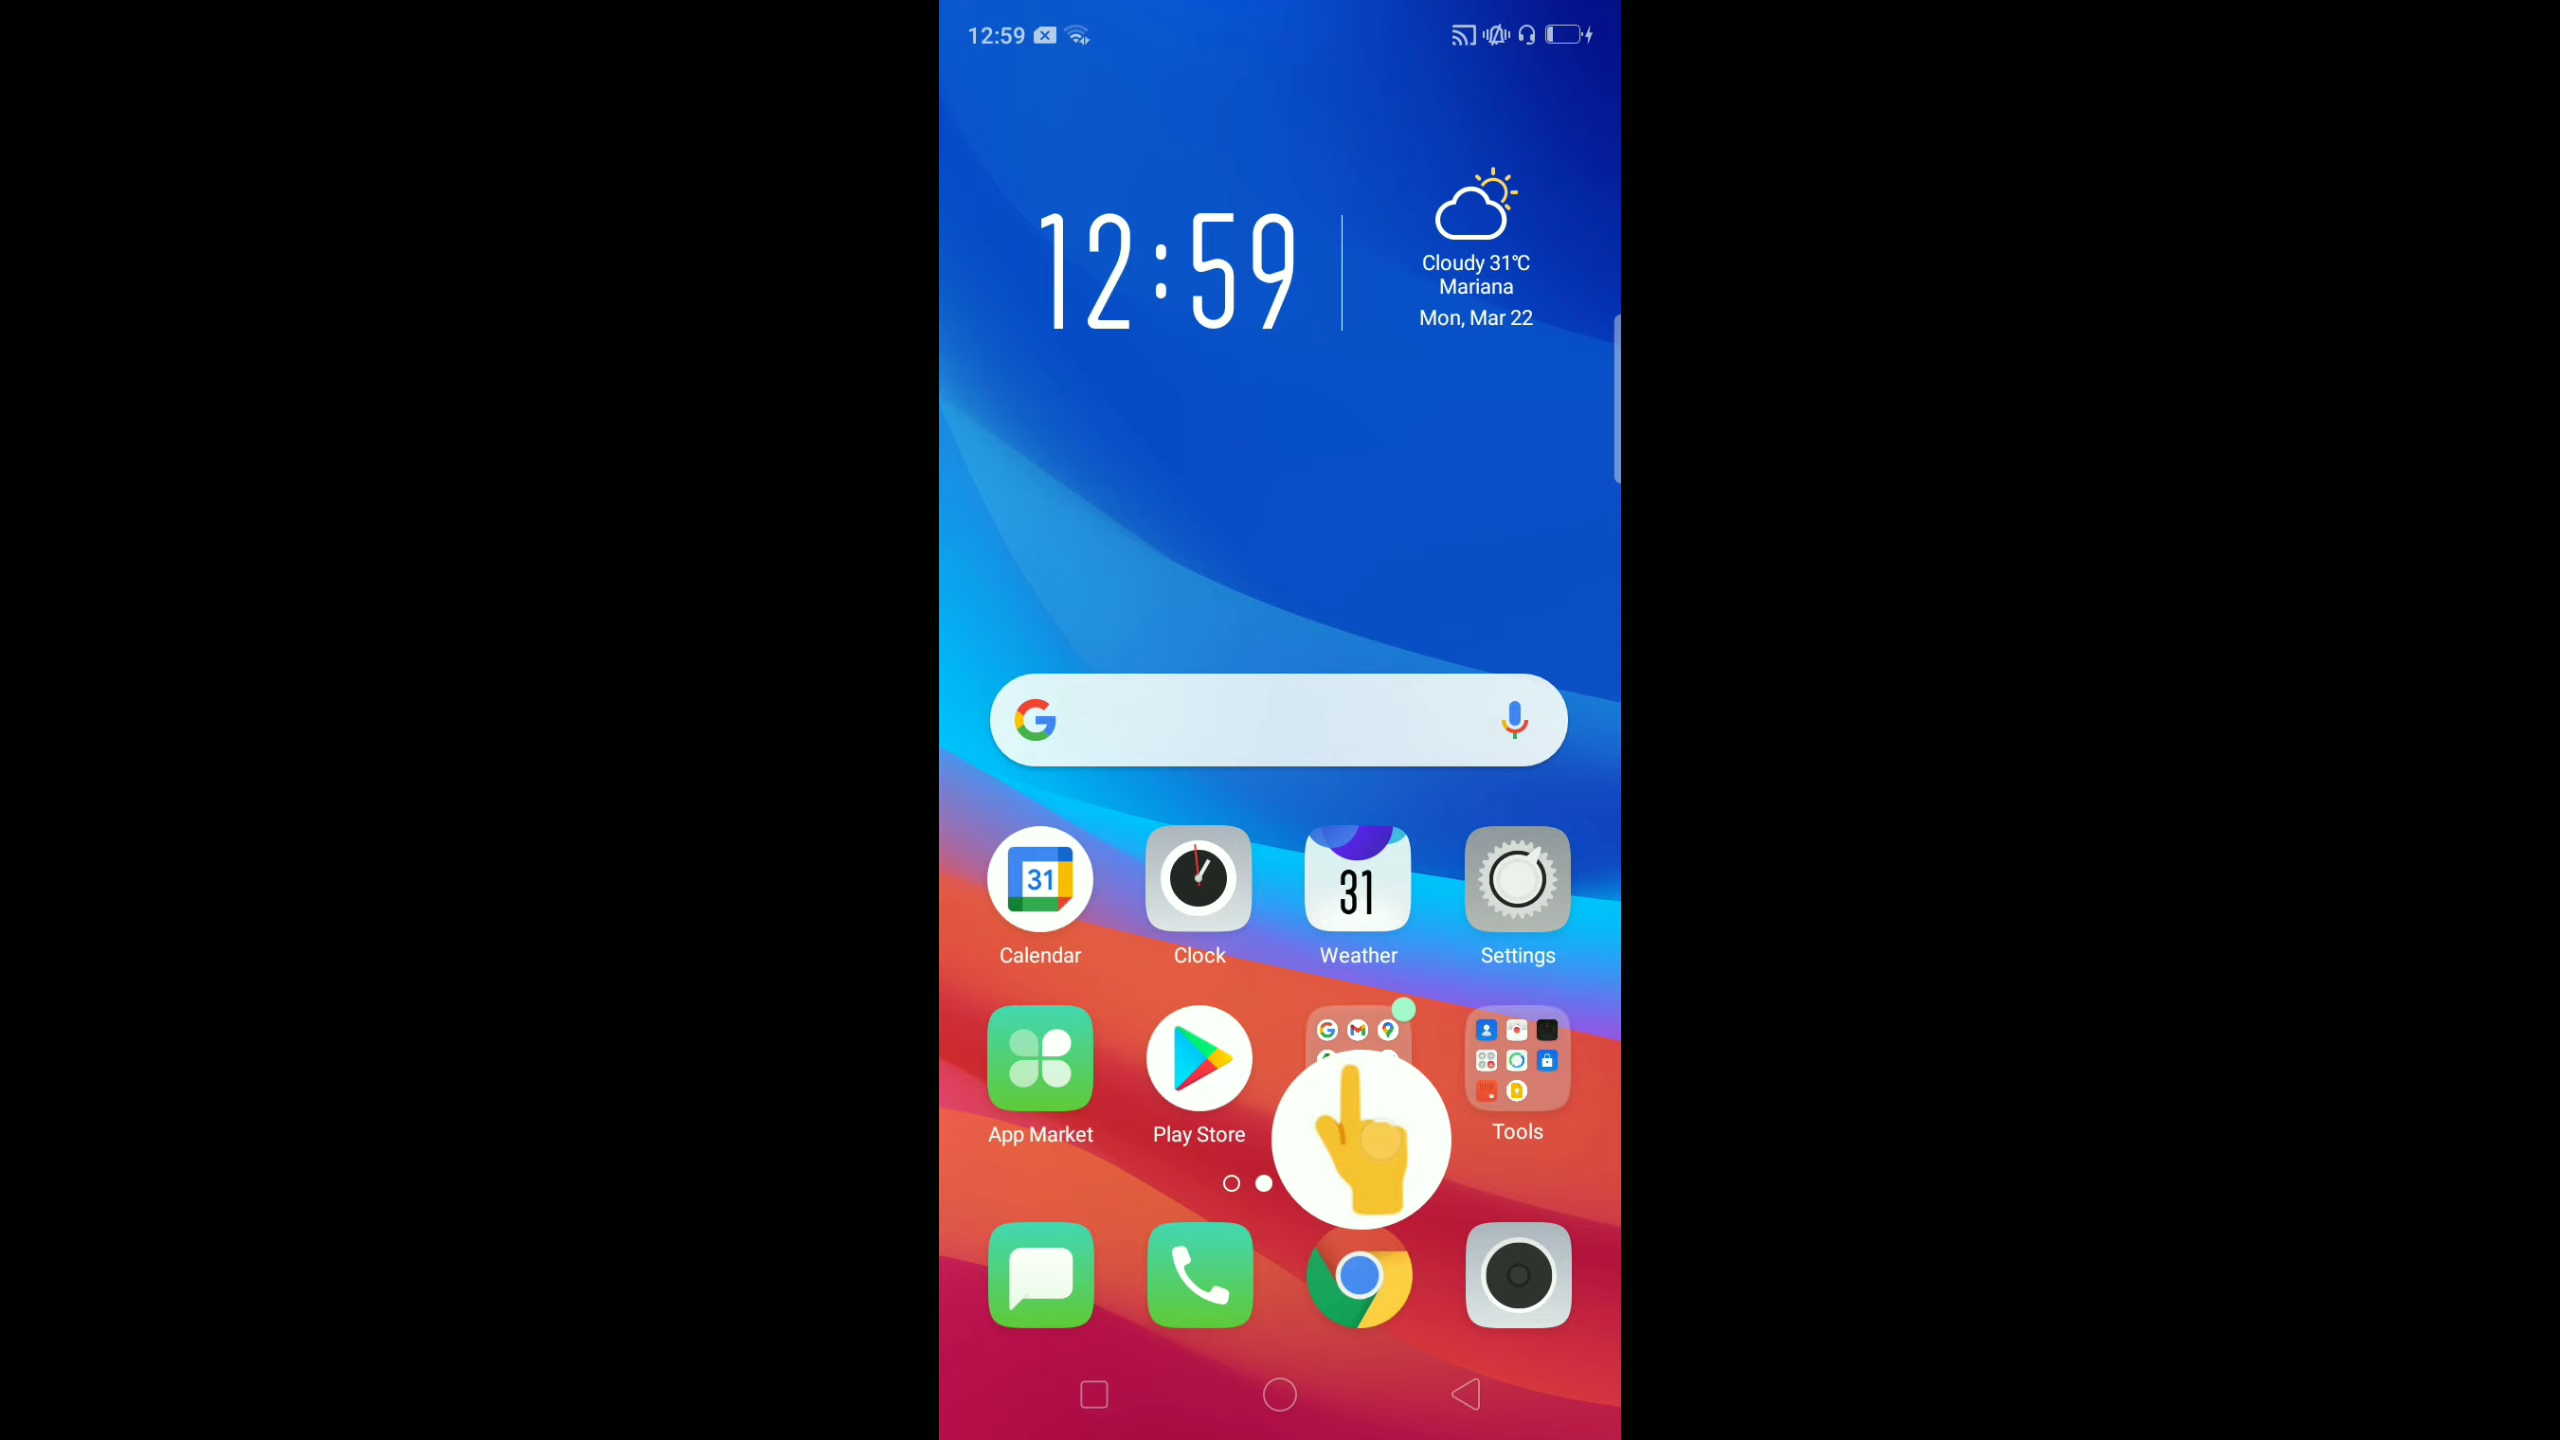 12:59
12:59
Cloudy 31℃
Mariana
Mon, Mar 22
31
31
Calendar
Clock
Weather
Settings
App Market
Play Store
Tools